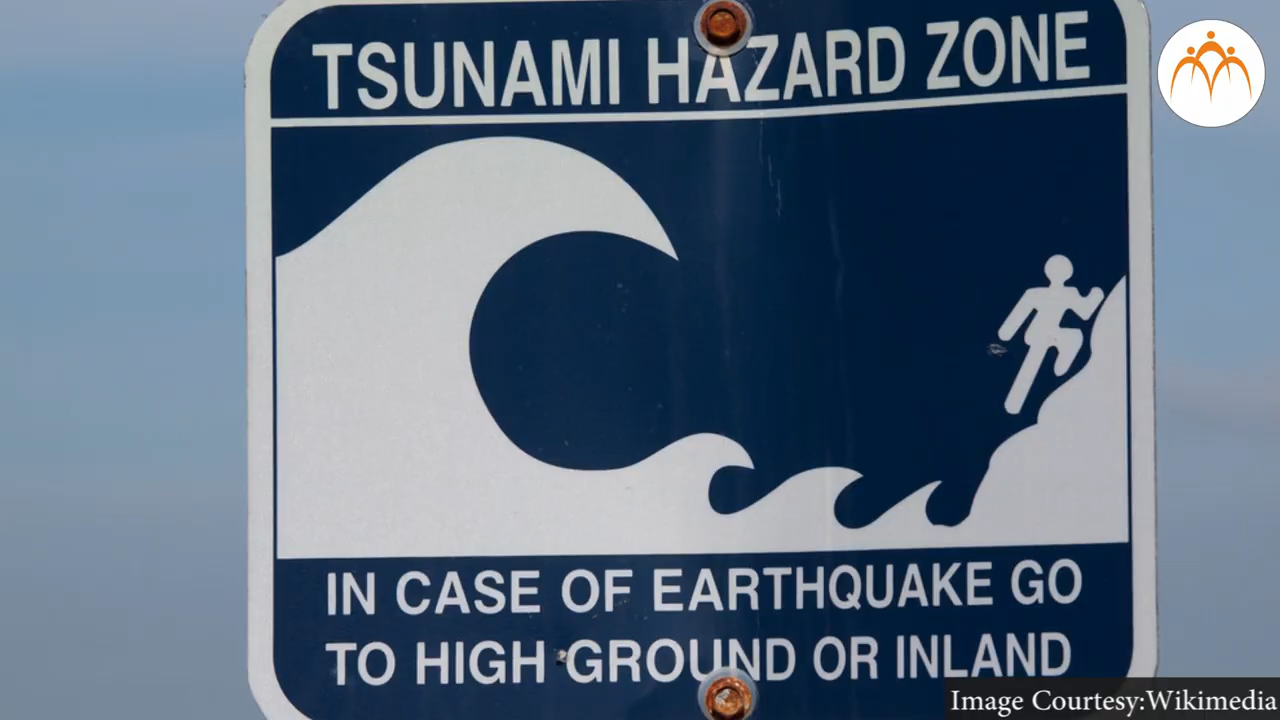 TSUNAMI HAZARD ZONE
IN CASE OF EARTHQUAKE GO
TO HIGH GROUND OR INLAND
Image Courtesy:Wikimedia